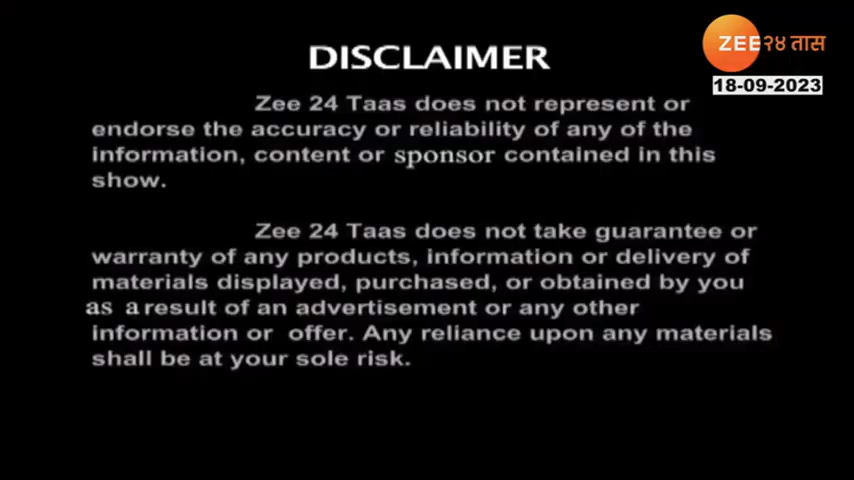 ZEE २४ तास
18-09-2023
DISCLAIMER
Zee 24 Taas does not represent or
endorse the accuracy or reliability of any of the
information, content or sponsor contained in this
show.
Zee 24 Taas does not take guarantee or
warranty of any products, information or delivery of
materials displayed, purchased, or obtained by you
as a result of an advertisement or any other
information or offer. Any reliance upon any materials
shall be at your sole risk.